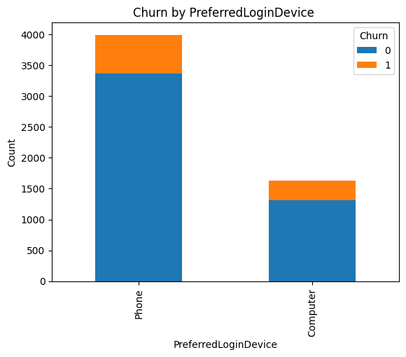 Churn by PreferredLoginDevice
Churn
0
1
4000
3500
3000
2500
2000
1500
1000
500
0
Count
Phone
Computer
PreferredLoginDevice